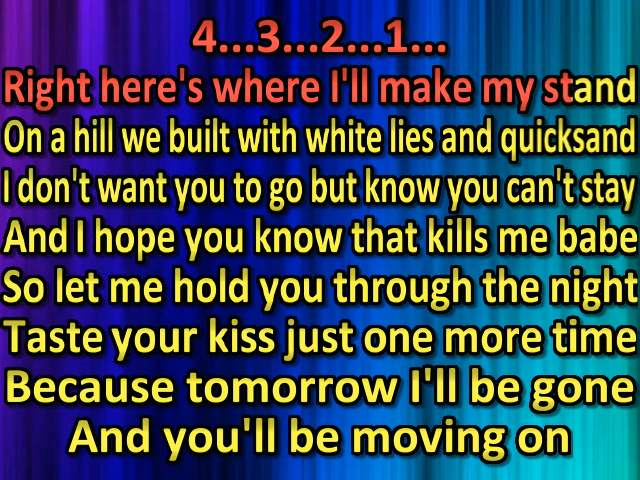 4...3...2...1...
Right here's where I'll make my stand
On a hill we built with white lies and quicksand
I don't want you to go but know you can't stay
And I hope you know that kills me babe
So let me hold you through the night
Taste your kiss just one more time
Because tomorrow I'll be gone
And you'll be moving on